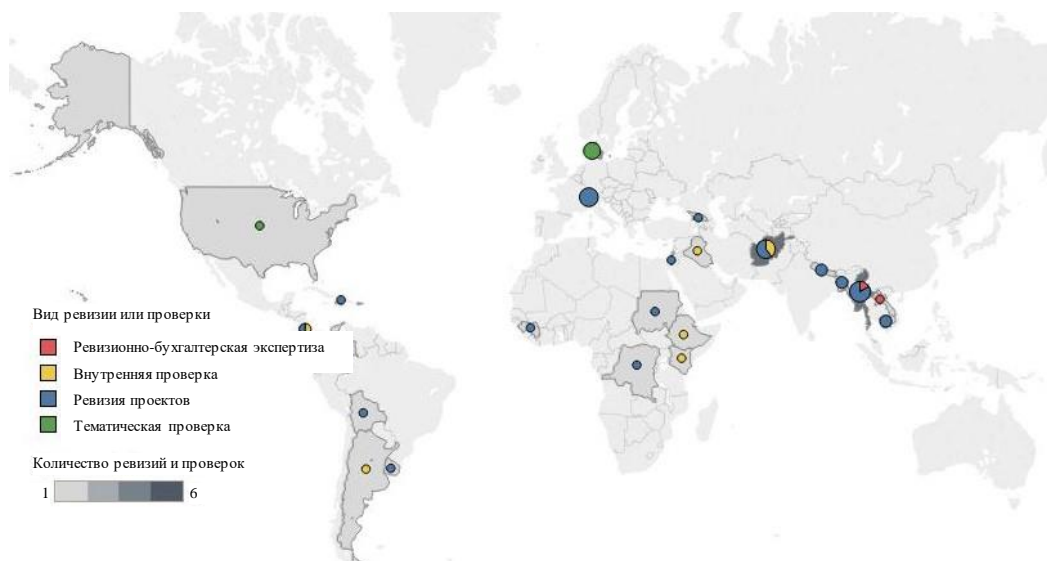 Вид ревизии или проверки
Ревизионно-бухгалтерская экспертиза
Внутренняя проверка
Ревизия проектов
Тематическая проверка
Количество ревизий и проверок
1 6